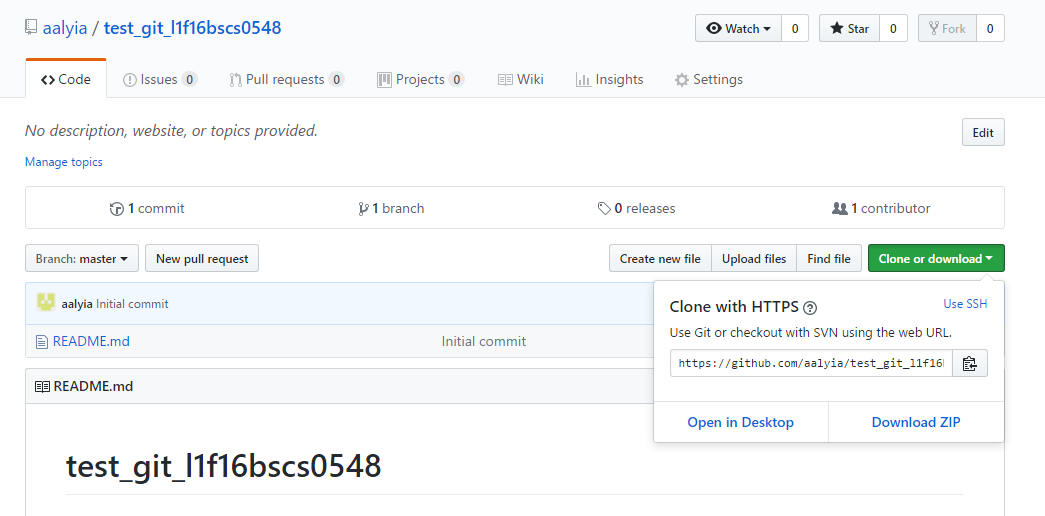 aalyia / test_git_l1f16bscs0548
Watch 0 Star 0 Fork 0
Code Issues 0 Pull requests 0 Projects 0 Wiki Insights Settings
No description, website, or topics provided. Edit
Manage topics
1 commit 1 branch 0 releases 1 contributor
Branch: master New pull request Create new file Upload files Find file Clone or download
aalyia Initial commit
README.md Initial commit
README.md
test_git_l1f16bscs0548
Clone with HTTPS Use SSH
Use Git or checkout with SVN using the web URL.
https://github.com/aalyia/test_git_l1f16
Open in Desktop Download ZIP